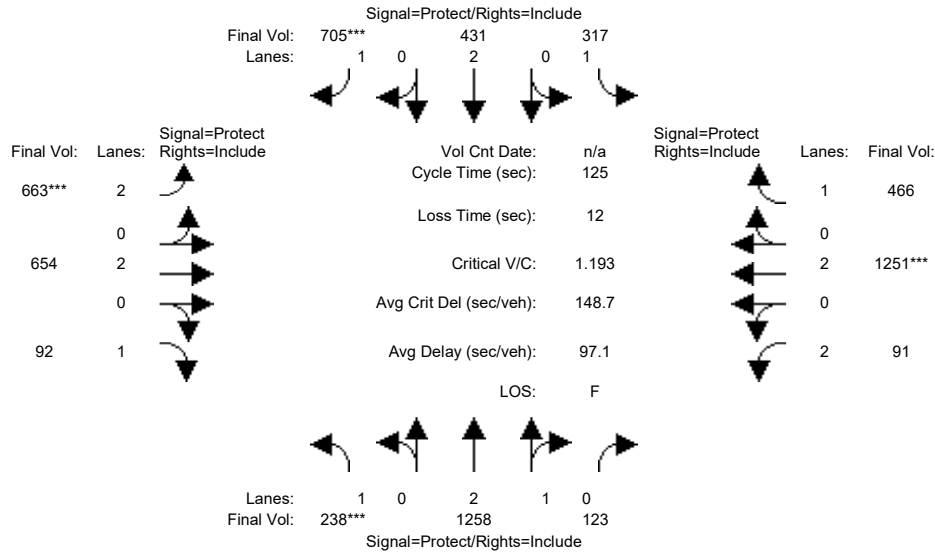 Signal=Protect/Rights=Include
Final Vol: 705*** 431 317
Lanes: 1 0 2 0 1
Signal=Protect Signal=Protect
Final Vol: Lanes: Rights=Include Vol Cnt Date: n/a Rights=Include Lanes: Final Vol:
Cycle Time (sec): 125
663*** 2 1 466
Loss Time (sec): 12
0 0
654 2 Critical V/C: 1.193 2 1251***
0 Avg Crit Del (sec/veh): 148.7 0
92 1 Avg Delay (sec/veh): 97.1 2 91
LOS: F
Lanes: 1 0 2 1 0
Final Vol: 238*** 1258 123
Signal=Protect/Rights=Include